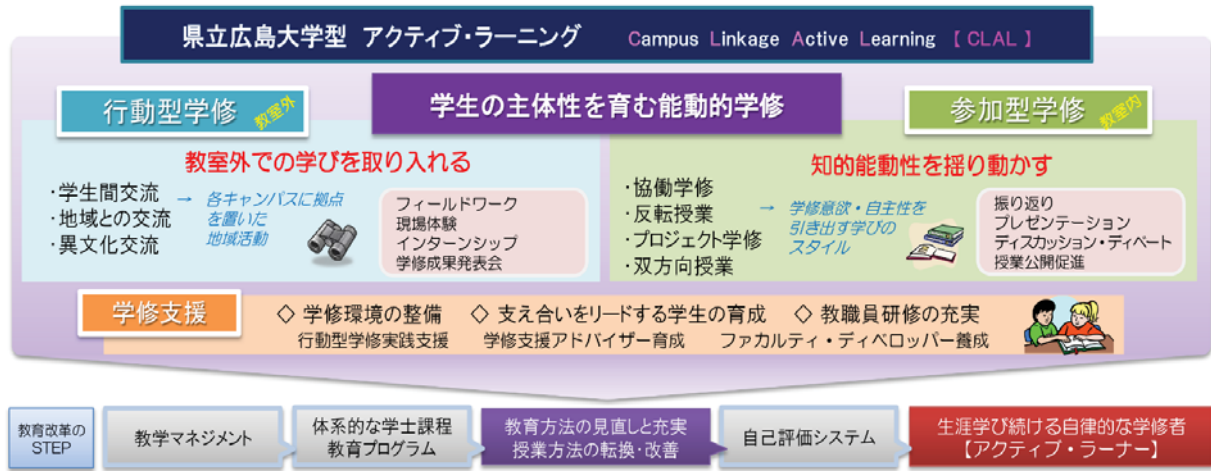 県立広島大学型 アクティブ・ラーニング Campus Linkage Active Learning 【 CLAL 】
学生の主体性を育む能動的学修
行動型学修 教室外
教室外での学びを取り入れる
・学生間交流
・地域との交流
・異文化交流
→ 各キャンパスに拠点
を置いた
地域活動
フィールドワーク
現場体験
インターンシップ
学修成果発表会
参加型学修 教室内
知的能動性を揺り動かす
・協働学修
・反転授業
・プロジェクト学修
・双方向授業
→ 学修意欲・自主性を
引き出す学びの
スタイル
振り返り
プレゼンテーション
ディスカッション・ディベート
授業公開促進
学修支援
◇ 学修環境の整備 ◇ 支え合いをリードする学生の育成 ◇ 教職員研修の充実
行動型学修実践支援 学修支援アドバイザー育成 ファカルティ・ディベロッパー養成
教育改革の
STEP
教学マネジメント
体系的な学士課程
教育プログラム
教育方法の見直しと充実
授業方法の転換・改善
自己評価システム
生涯学び続ける自律的な学修者
【アクティブ・ラーナー】